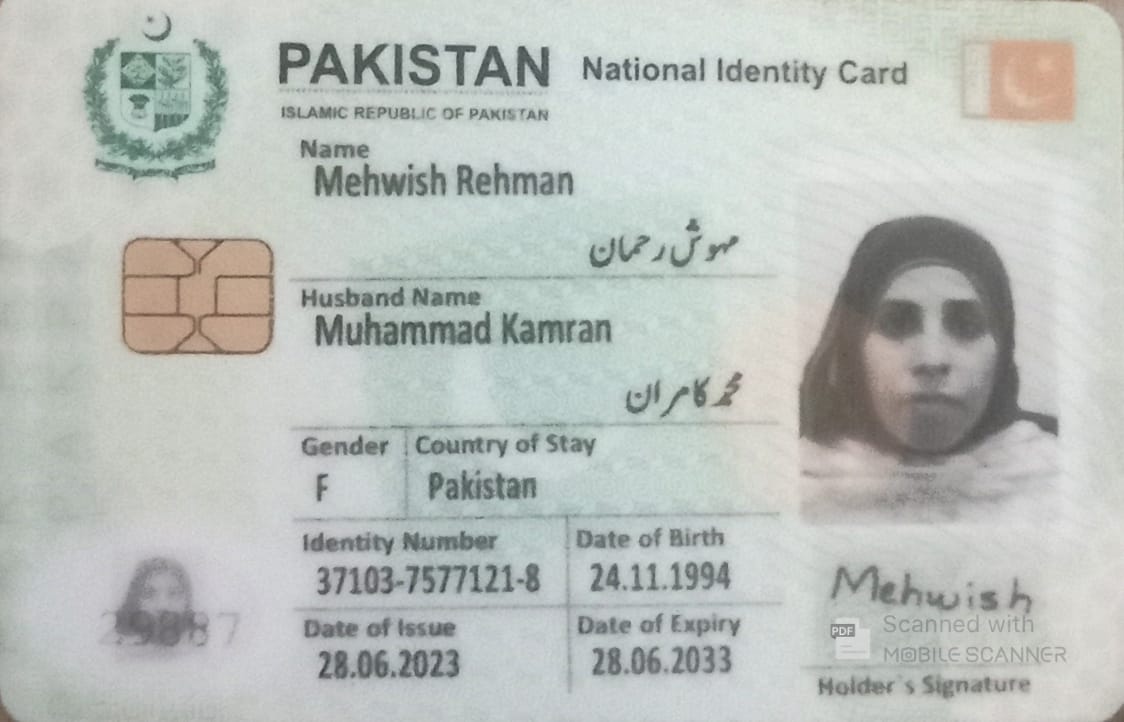 PAKISTAN National Identity Card
ISLAMIC REPUBLIC OF PAKISTAN
Name
Mehwish Rehman
مہوش رحمان
Husband Name
Muhammad Kamran
محمد کامران
Gender Country of Stay
F Pakistan
Identity Number Date of Birth
37103-7577121-8 24.11.1994
Date of Issue Date of Expiry
28.06.2023 28.06.2033
Mehwish
PDF Scanned with
MOBILE SCANNER
Holder's Signature